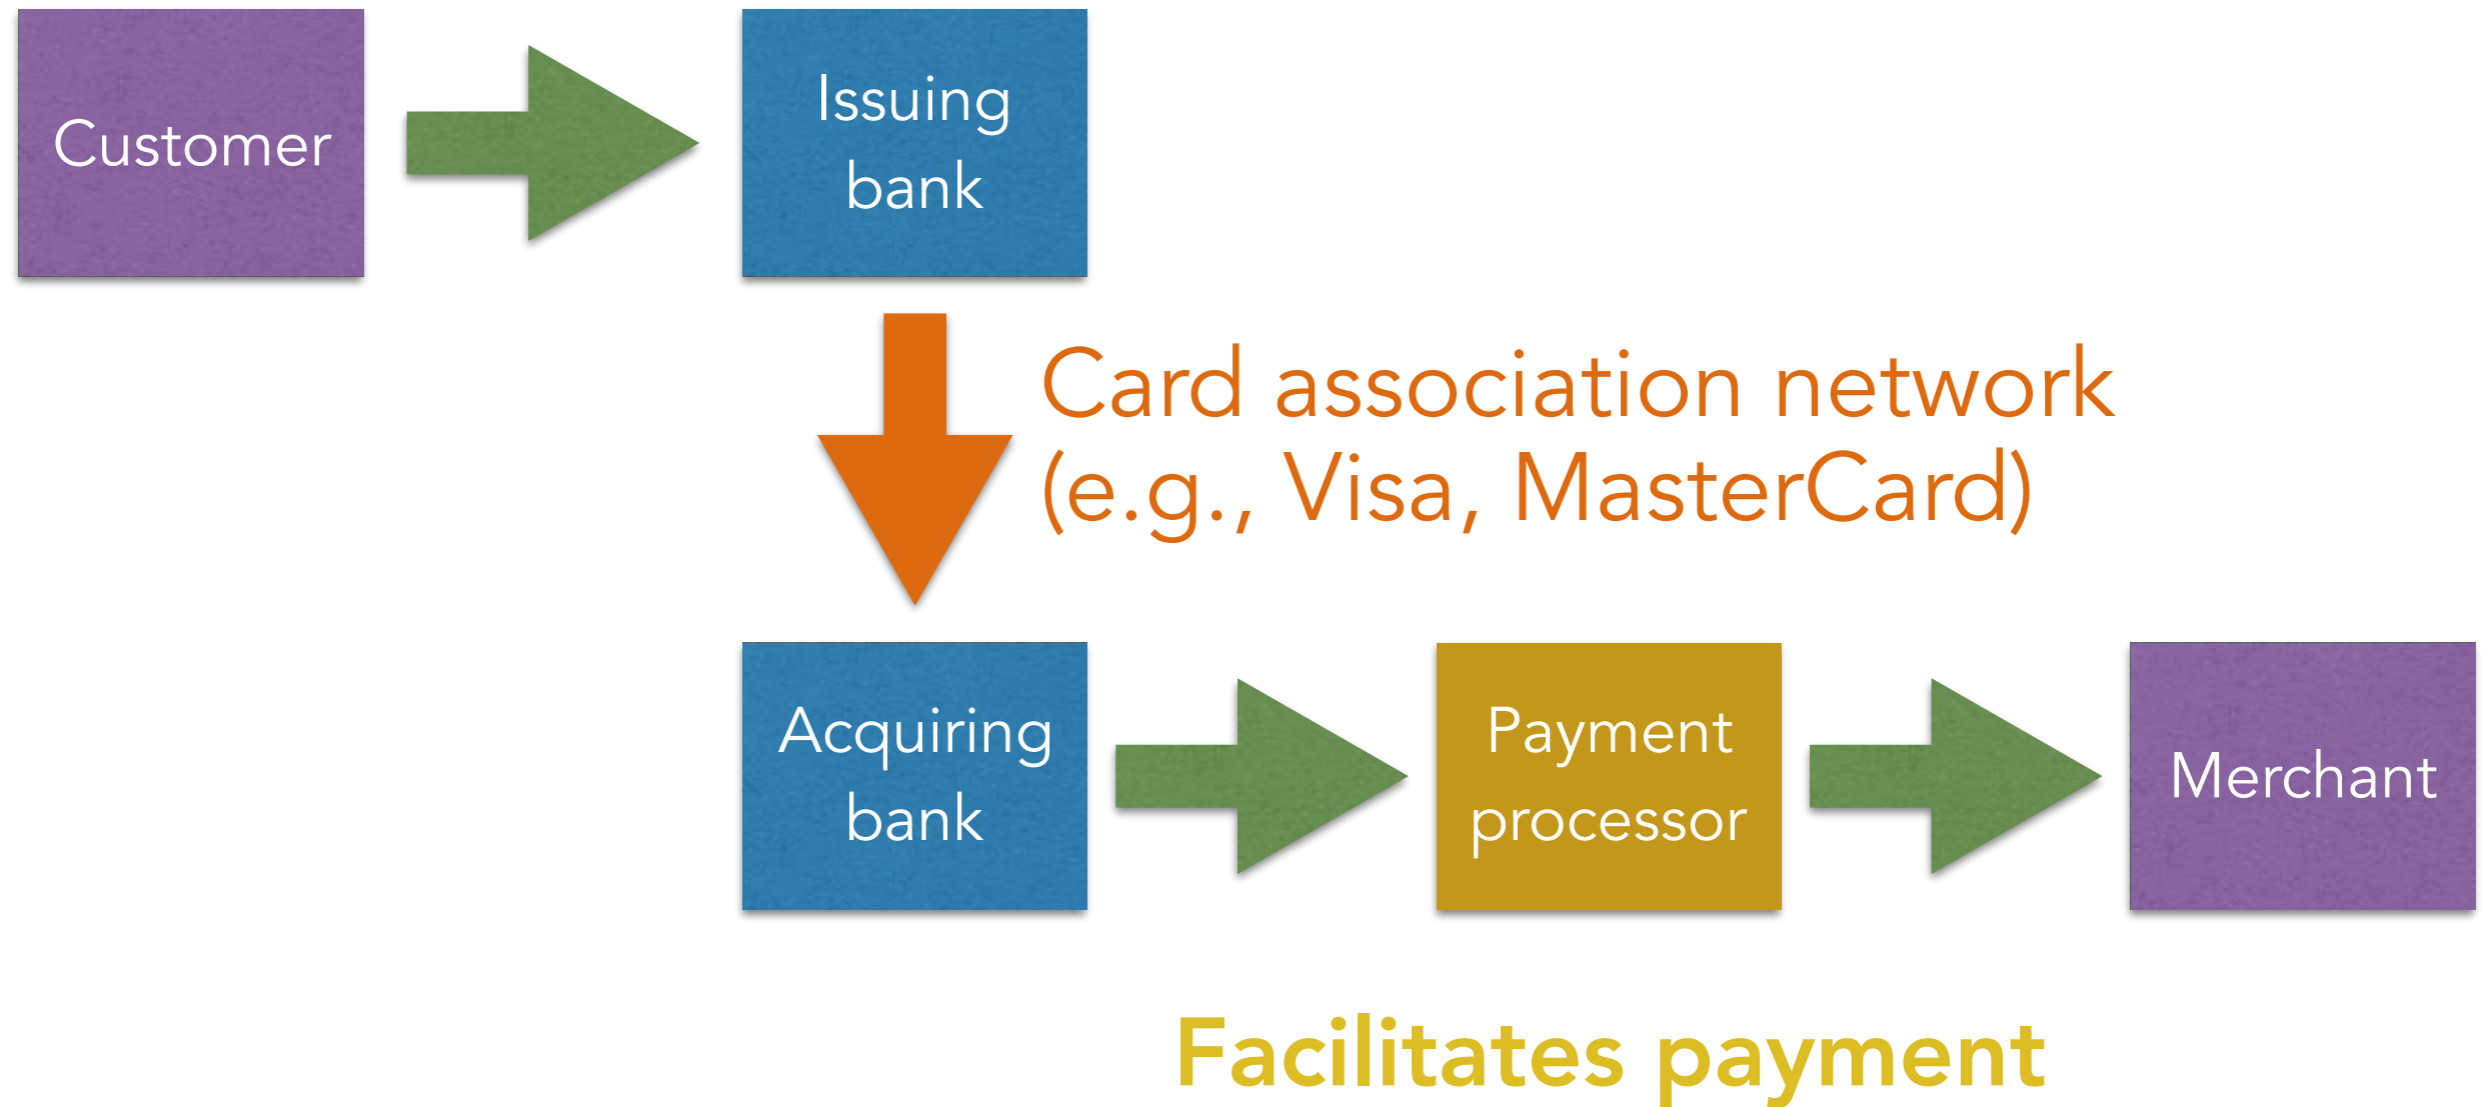 Customer
Issuing
bank
Card association network
(e.g., Visa, MasterCard)
Acquiring
bank
Payment
processor
Merchant
Facilitates payment